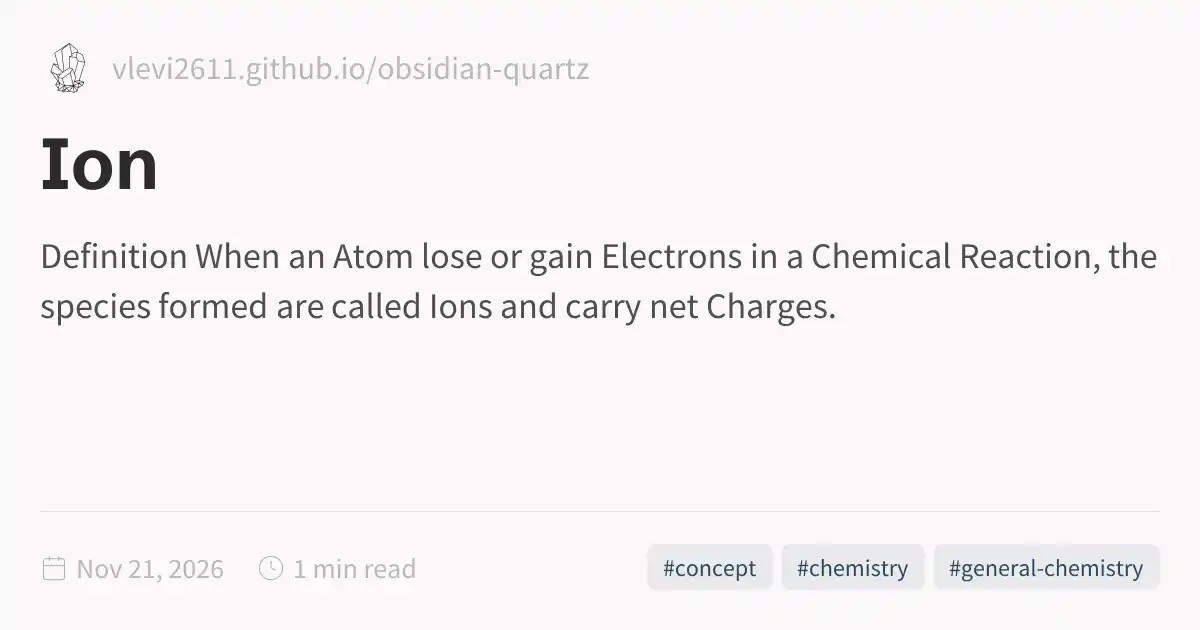 vlevi2611.github.io/obsidian-quartz
Ion
Definition When an Atom lose or gain Electrons in a Chemical Reaction, the
species formed are called Ions and carry net Charges.
Nov 21, 2026 1 min read #concept #chemistry #general-chemistry